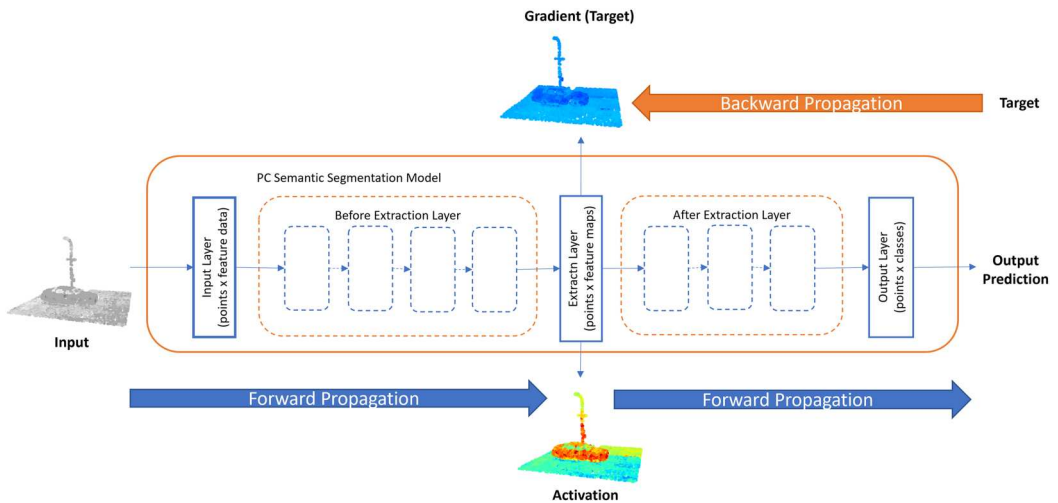 Gradient (Target)
Backward Propagation
Target
PC Semantic Segmentation Model
Before Extraction Layer
After Extraction Layer
Input Layer
(points x feature data)
Extractn Layer
(points x feature maps)
Output Layer
(points x classes)
Output
Prediction
Input
Forward Propagation
Forward Propagation
Activation